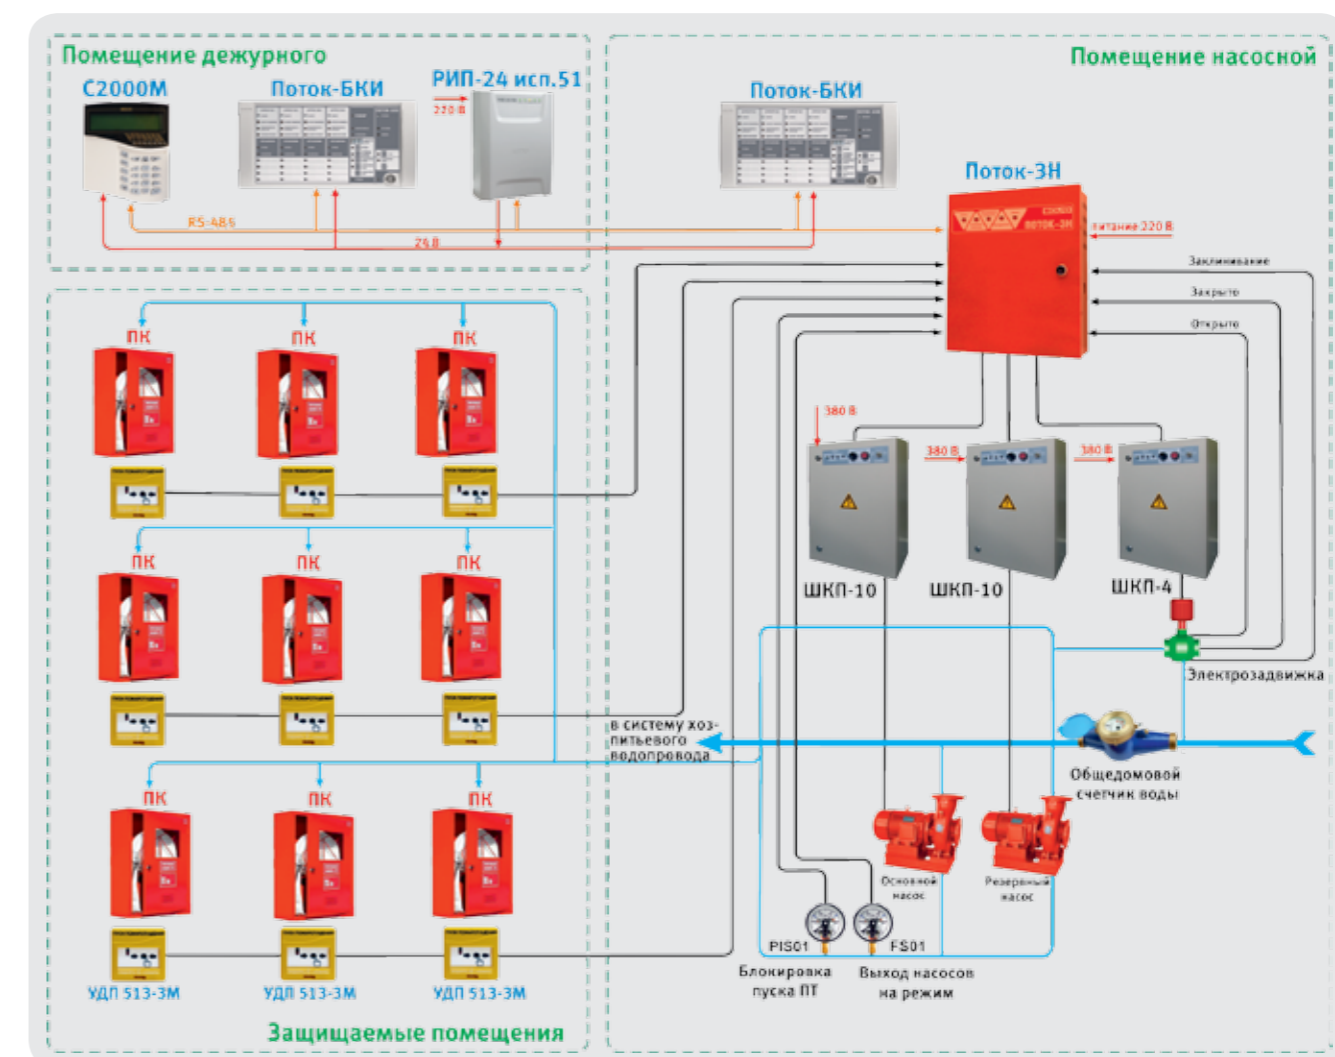 Помещение дежурного
Помещение насосной
С2000М
Поток-БКИ
РИП-24 исп.51
220 В
Поток-БКИ
Поток-3Н
ПОТОК-3Н
питание 220 В
RS-485
24 В
Заклинивание
Закрыто
Открыто
ПК
ПК
ПК
380 В
380 В
380 В
ШКП-10
ШКП-10
ШКП-4
ПК
ПК
ПК
Электрозадвижка
в систему хоз-
питьевого
водопровода
Общедомовой
счетчик воды
ПК
ПК
ПК
Основной
насос
Резервный
насос
PIS01
FS01
Блокировка
пуска ПТ
Выход насосов
на режим
УДП 513-3М
УДП 513-3М
УДП 513-3М
Защищаемые помещения